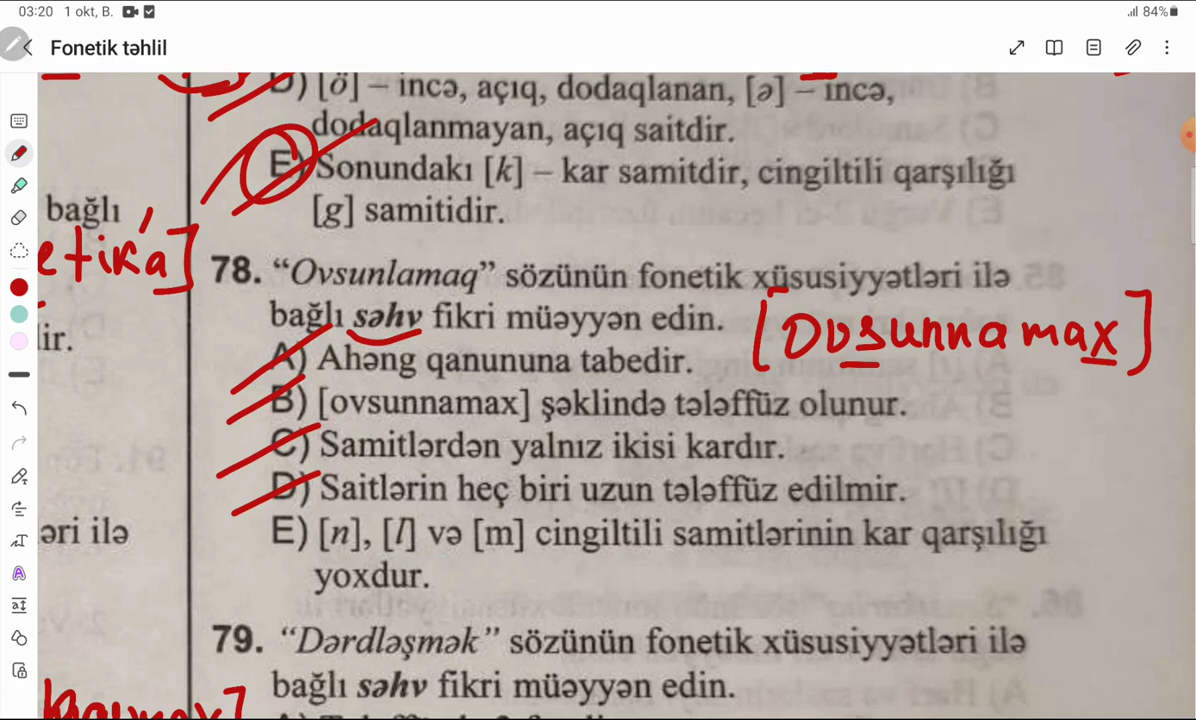 03:20 1 okt, B. 84%
Fonetik təhlil
D) [ö] – incə, açıq, dodaqlanan, [ə] – incə,
dodaqlanmayan, açıq saitdir.
E) Sonundakı [k] – kar samitdir, cingiltili qarşılığı
[g] samitidir.
bağlı
etika]
lir.
əri ilə
78. “Ovsunlamaq” sözünün fonetik xüsusiyyətləri ilə
bağlı səhv fikri müəyyən edin.
[ovsunnamax]
A) Ahəng qanununa tabedir.
B) [ovsunnamax] şəklində tələffüz olunur.
C) Samitlərdən yalnız ikisi kardır.
D) Saitlərin heç biri uzun tələffüz edilmir.
E) [n], [l] və [m] cingiltili samitlərinin kar qarşılığı
yoxdur.
79. “Dərdləşmək” sözünün fonetik xüsusiyyətləri ilə
bağlı səhv fikri müəyyən edin.